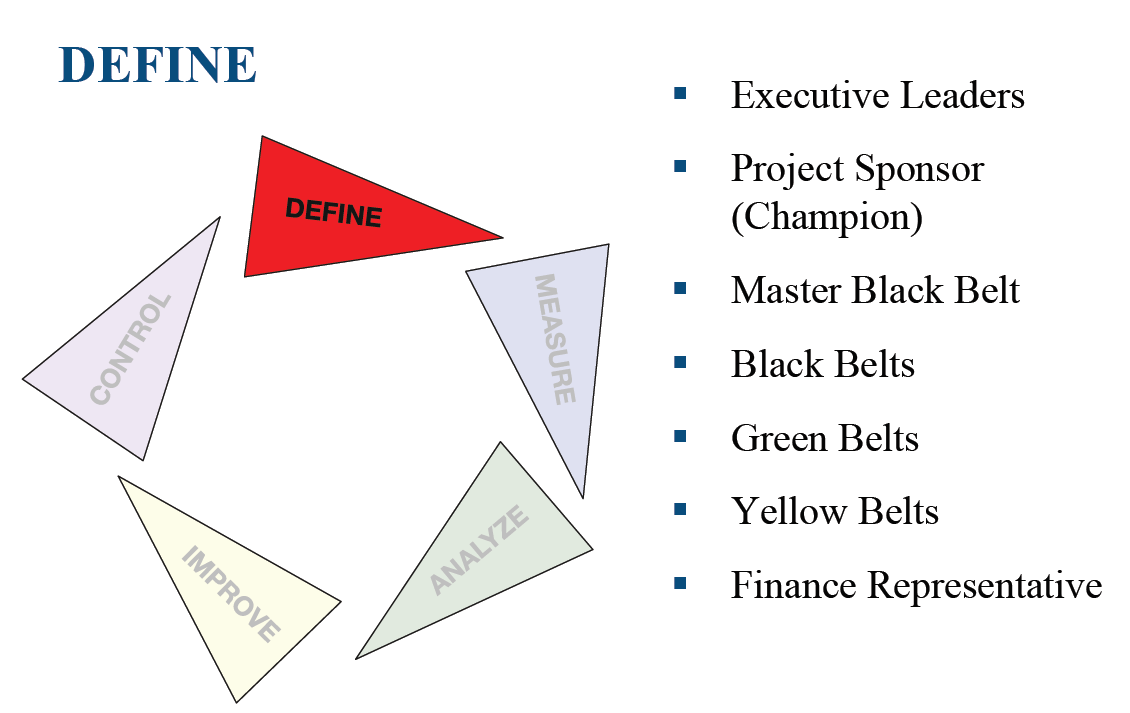 DEFINE
DEFINE
MEASURE
ANALYZE
IMPROVE
CONTROL
▪ Executive Leaders
▪ Project Sponsor
(Champion)
▪ Master Black Belt
▪ Black Belts
▪ Green Belts
▪ Yellow Belts
▪ Finance Representative